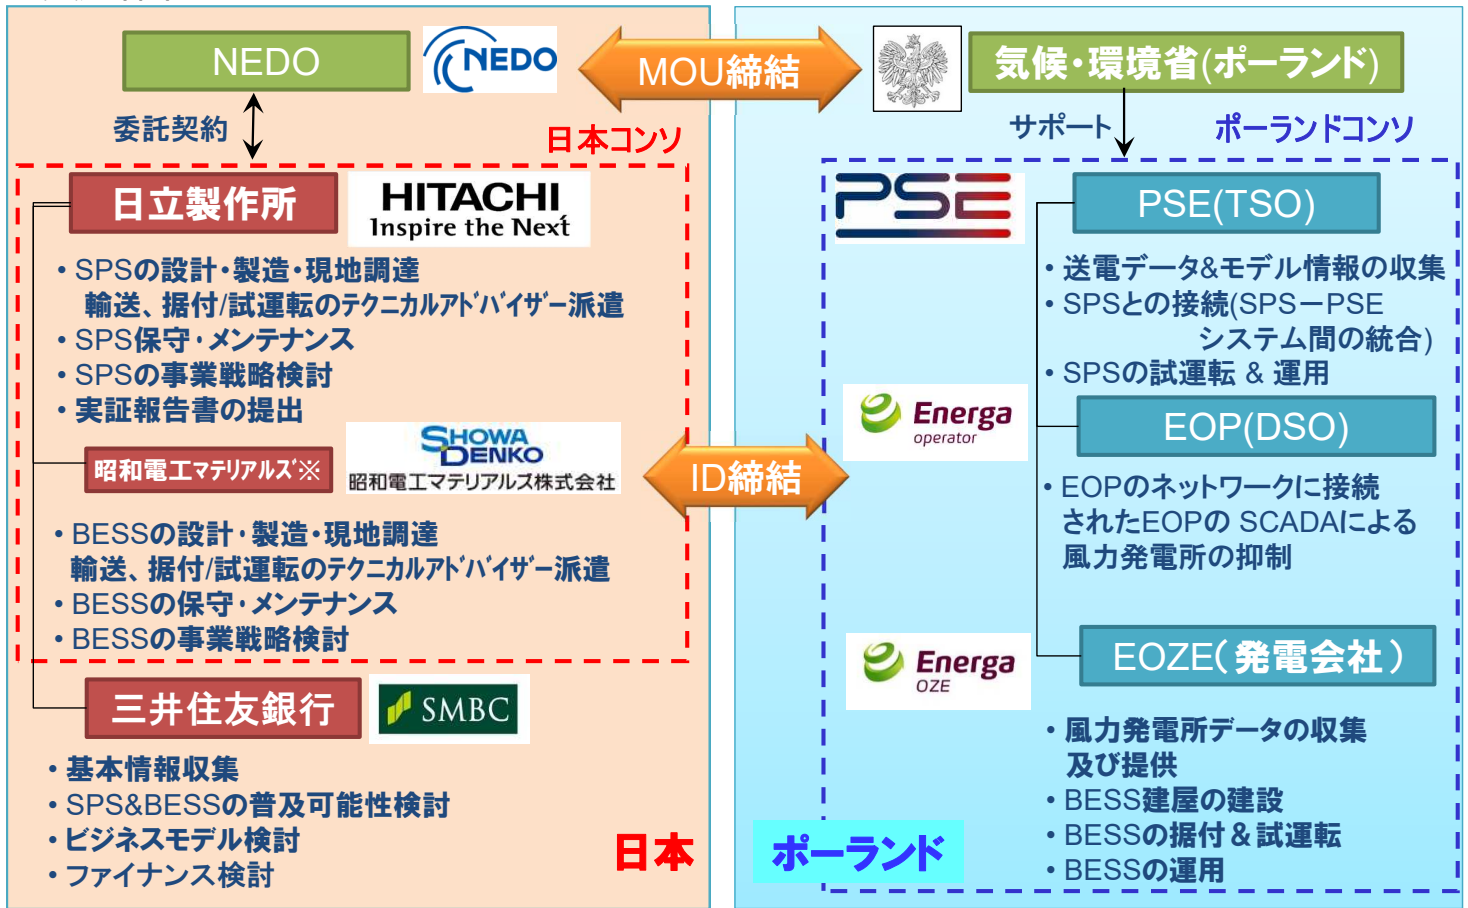 NEDO
NEDO
MOU締結
気候・環境省(ポーランド)
委託契約
日本コンソ
サポート
ポーランドコンソ
日立製作所
HITACHI
Inspire the Next
・SPSの設計・製造・現地調達
輸送、据付/試運転のテクニカルアドバイザー派遣
・SPS保守・メンテナンス
・SPSの事業戦略検討
・実証報告書の提出
昭和電工マテリアルズ※
SHOWA
DENKO
昭和電工マテリアルズ株式会社
・BESSの設計・製造・現地調達
輸送、据付/試運転のテクニカルアドバイザー派遣
・BESSの保守・メンテナンス
・BESSの事業戦略検討
三井住友銀行
SMBC
・基本情報収集
・SPS&BESSの普及可能性検討
・ビジネスモデル検討
・ファイナンス検討
日本
ID締結
PSE
PSE(TSO)
・送電データ&モデル情報の収集
・SPSとの接続(SPS－PSE
システム間の統合)
・SPSの試運転 & 運用
Energa
operator
EOP(DSO)
・EOPのネットワークに接続
されたEOPの SCADAによる
風力発電所の抑制
Energa
OZE
EOZE(発電会社)
・風力発電所データの収集
及び提供
・BESS建屋の建設
・BESSの据付＆試運転
・BESSの運用
ポーランド